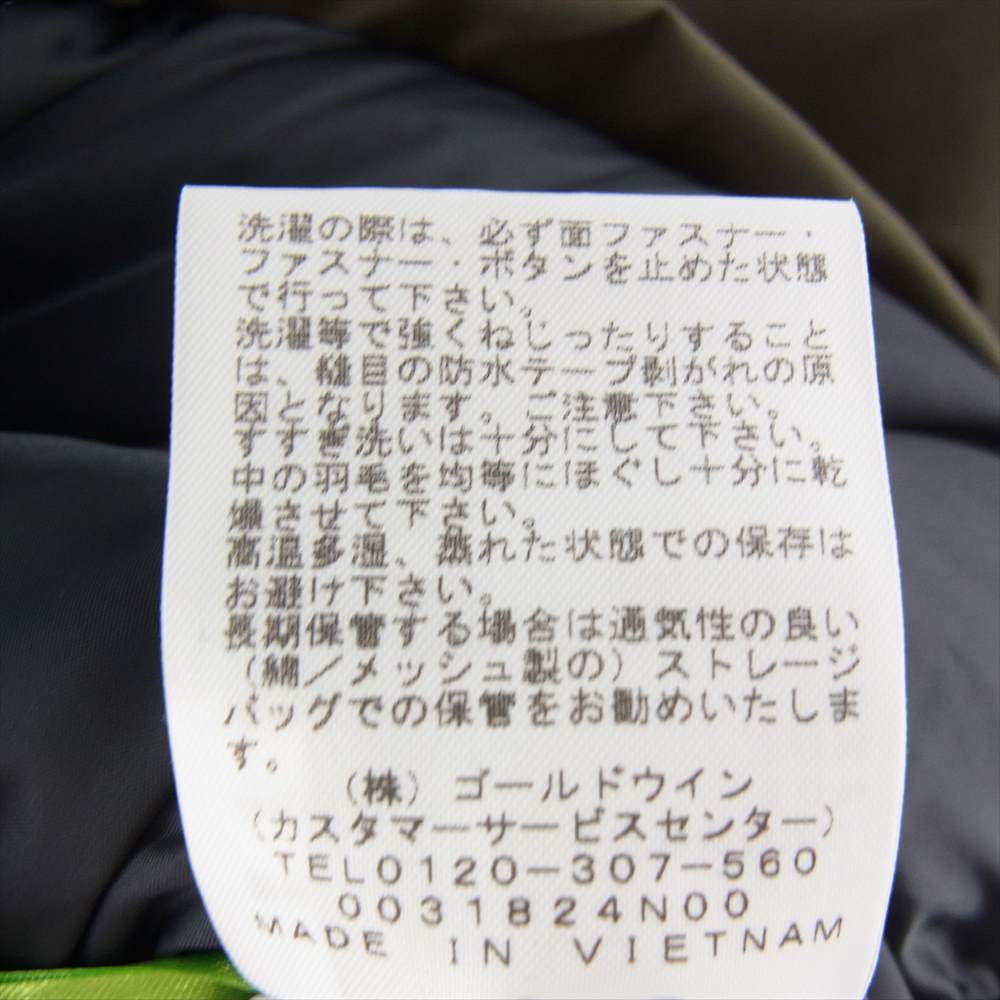 洗濯の際は、必ず面ファスナー・
ファスナー・ボタンを止めた状態
で行って下さい。
洗濯等で強くねじったりすること
は、縫目の防水テープ剥がれの原
因となります。ご注意下さい。
すすぎ洗いは十分にして下さい。
中の羽毛を均等にほぐし十分に乾
燥させて下さい。
高温多湿、蒸れた状態での保存は
お避け下さい。
長期保管する場合は通気性の良い
(綿/メッシュ製の)ストレージ
バッグでの保管をお勧めいたしま
す。
(株)ゴールドウイン
(カスタマーサービスセンター)
TEL0120-307-560
0031824N00
MADE IN VIETNAM